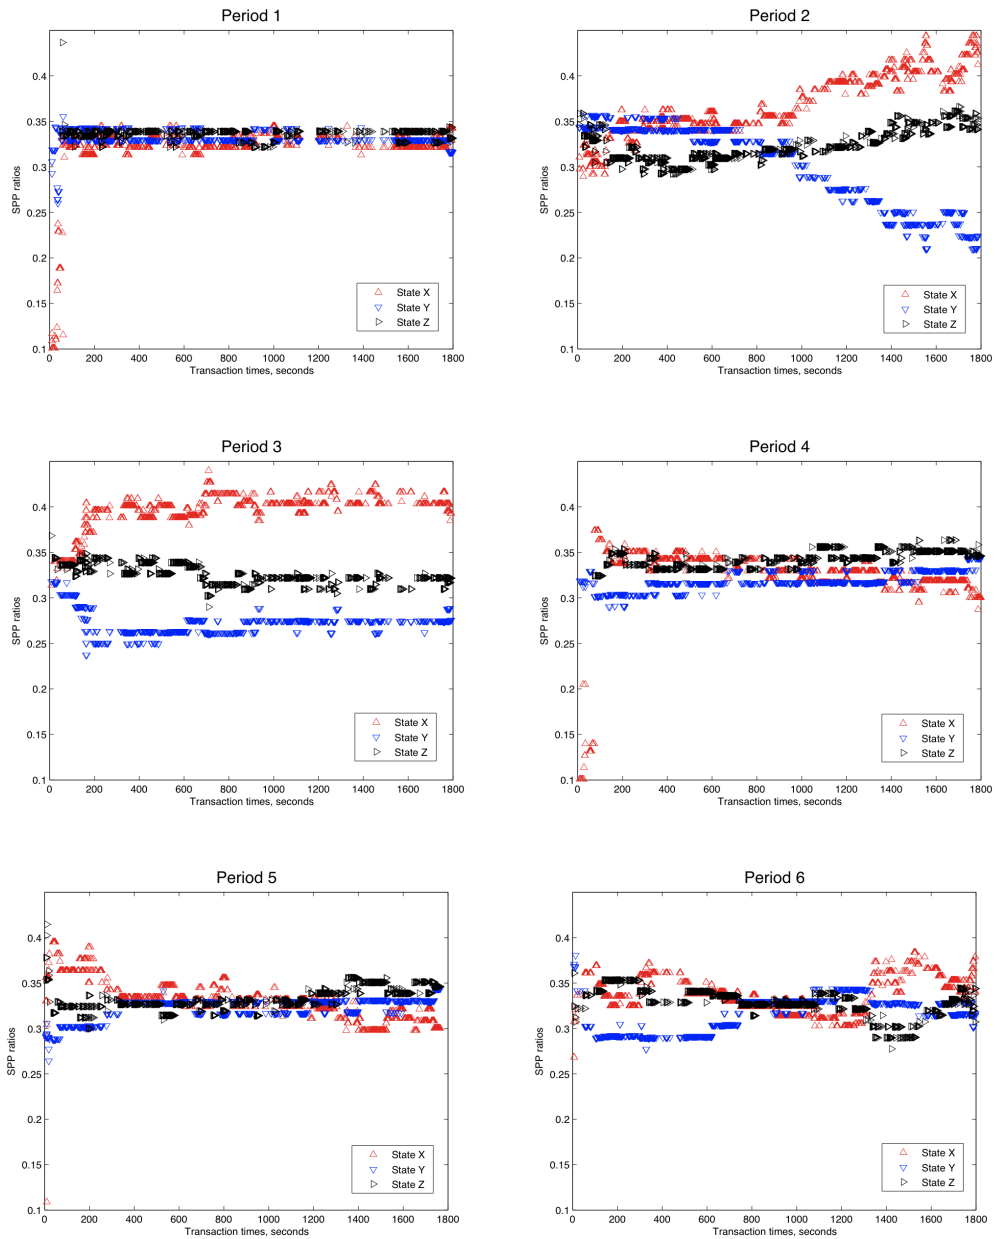 Period 1
SPP ratios
0.4
0.35
0.3
0.25
0.2
0.15
0.1
0 200 400 600 800 1000 1200 1400 1600 1800
Transaction times, seconds
State X
State Y
State Z
Period 2
SPP ratios
0.4
0.35
0.3
0.25
0.2
0.15
0.1
0 200 400 600 800 1000 1200 1400 1600 1800
Transaction times, seconds
State X
State Y
State Z
Period 3
SPP ratios
0.4
0.35
0.3
0.25
0.2
0.15
0.1
0 200 400 600 800 1000 1200 1400 1600 1800
Transaction times, seconds
State X
State Y
State Z
Period 4
SPP ratios
0.4
0.35
0.3
0.25
0.2
0.15
0.1
0 200 400 600 800 1000 1200 1400 1600 1800
Transaction times, seconds
State X
State Y
State Z
Period 5
SPP ratios
0.4
0.35
0.3
0.25
0.2
0.15
0.1
0 200 400 600 800 1000 1200 1400 1600 1800
Transaction times, seconds
State X
State Y
State Z
Period 6
SPP ratios
0.4
0.35
0.3
0.25
0.2
0.15
0.1
0 200 400 600 800 1000 1200 1400 1600 1800
Transaction times, seconds
State X
State Y
State Z